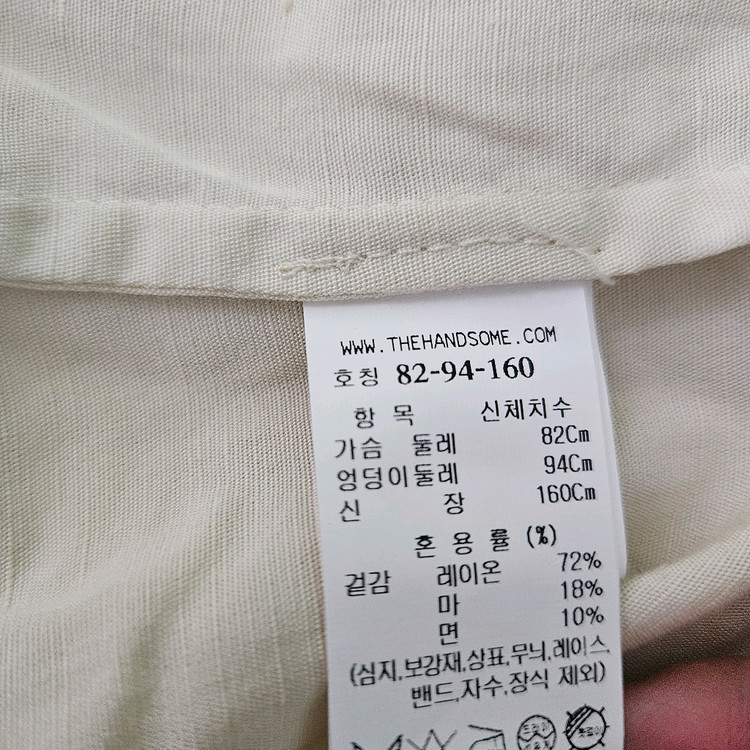 WWW.THEHANDSOME.COM
호칭 82-94-160
항 목 신체치수
가슴 둘레 82Cm
엉덩이둘레 94Cm
신 장 160Cm
혼 용 률 (%)
겉감 레이온 72%
마 18%
면 10%
(심지,보강재,상표,무늬,레이스,
밴드,자수,장식 제외)
드라이